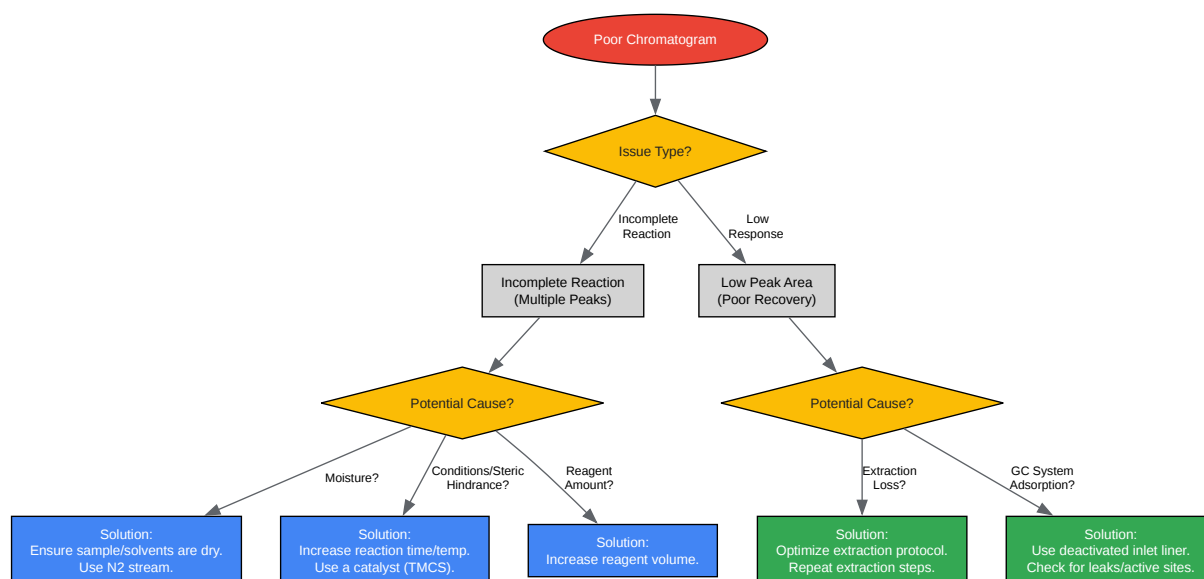 Poor Chromatogram
Issue Type?
Incomplete
Reaction
Low
Response
Incomplete Reaction
(Multiple Peaks)
Low Peak Area
(Poor Recovery)
Potential Cause?
Potential Cause?
Moisture?
Conditions/Steric
Hindrance?
Reagent
Amount?
Extraction
Loss?
GC System
Adsorption?
Solution:
Ensure sample/solvents are dry.
Use N2 stream.
Solution:
Increase reaction time/temp.
Use a catalyst (TMCS).
Solution:
Increase reagent volume.
Solution:
Optimize extraction protocol.
Repeat extraction steps.
Solution:
Use deactivated inlet liner.
Check for leaks/active sites.